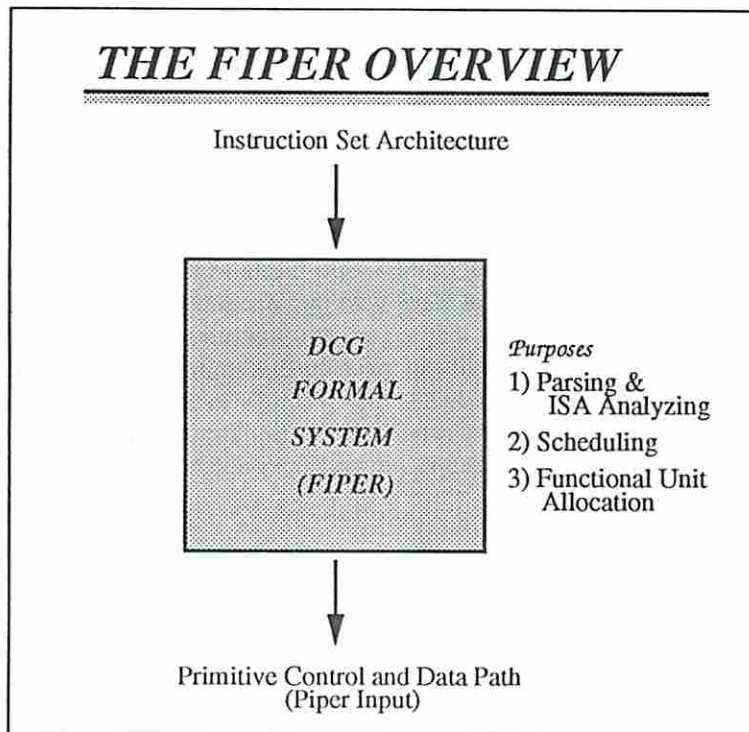 THE FIPER OVERVIEW
Instruction Set Architecture
DCG
FORMAL
SYSTEM
(FIPER)
Purposes
1) Parsing &
ISA Analyzing
2) Scheduling
3) Functional Unit
Allocation
Primitive Control and Data Path
(Piper Input)